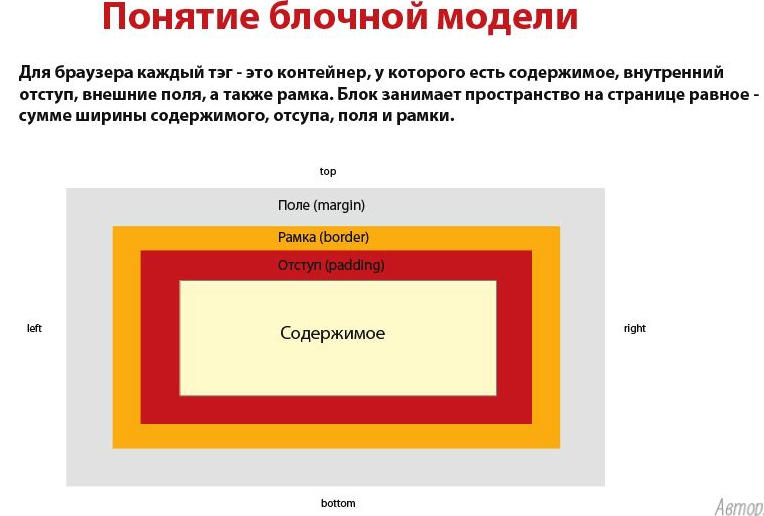 Понятие блочной модели
Для браузера каждый тэг - это контейнер, у которого есть содержимое, внутренний
отступ, внешние поля, а также рамка. Блок занимает пространство на странице равное -
сумме ширины содержимого, отсупа, поля и рамки.
top
Поле (margin)
Рамка (border)
Отступ (padding)
left
Содержимое
right
bottom
Автор